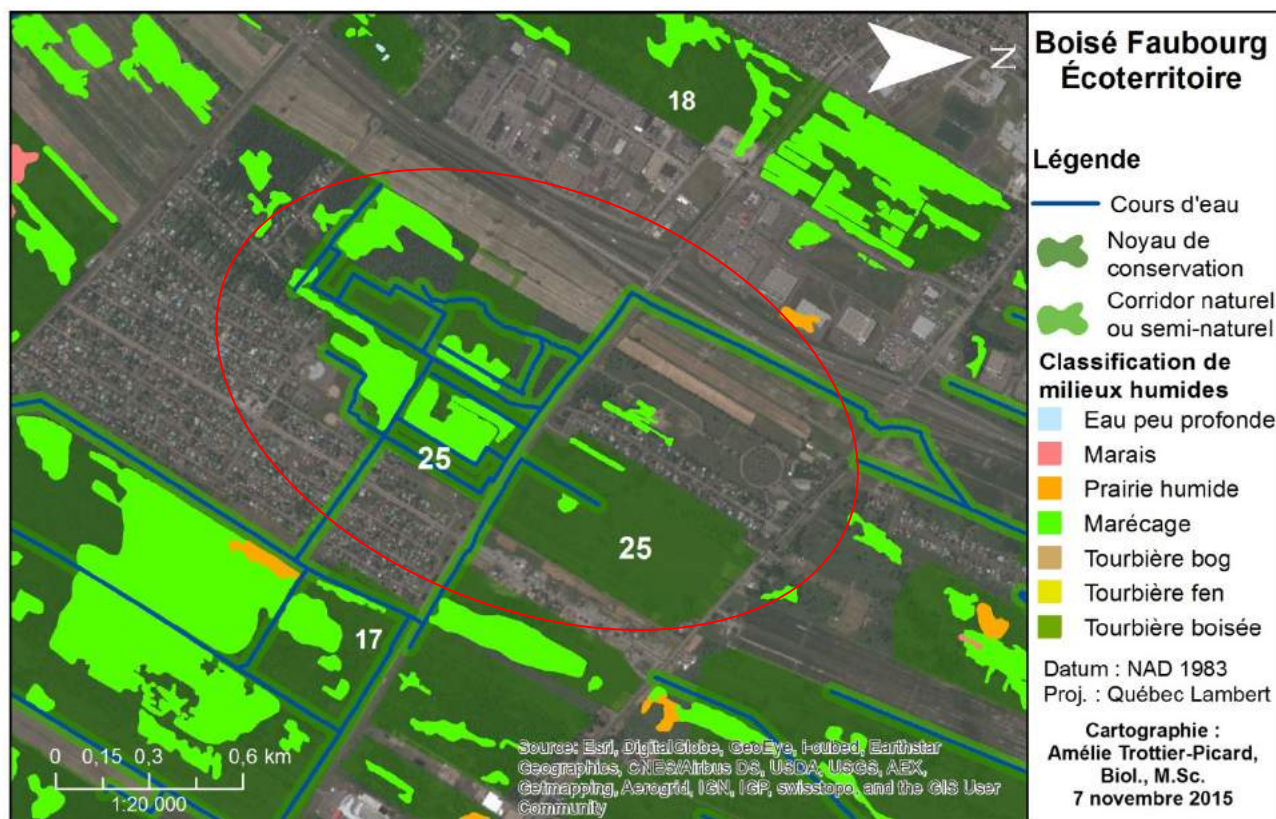 Boisé Faubourg
Écoterritoire
N
Légende
Cours d'eau
Noyau de
conservation
Corridor naturel
ou semi-naturel
Classification de
milieux humides
Eau peu profonde
Marais
Prairie humide
Marécage
Tourbière bog
Tourbière fen
Tourbière boisée
Datum : NAD 1983
Proj. : Québec Lambert
Cartographie :
Amélie Trottier-Picard,
Biol., M.Sc.
7 novembre 2015
18
25
25
17
0 0,15 0,3 0,6 km
1:20 000
Source: Esri, DigitalGlobe, GeoEye, i-cubed, Earthstar
Geographics, CNES/Airbus DS, USDA, USGS, AEX,
Getmapping, Aerogrid, IGN, IGP, swisstopo, and the GIS User
Community